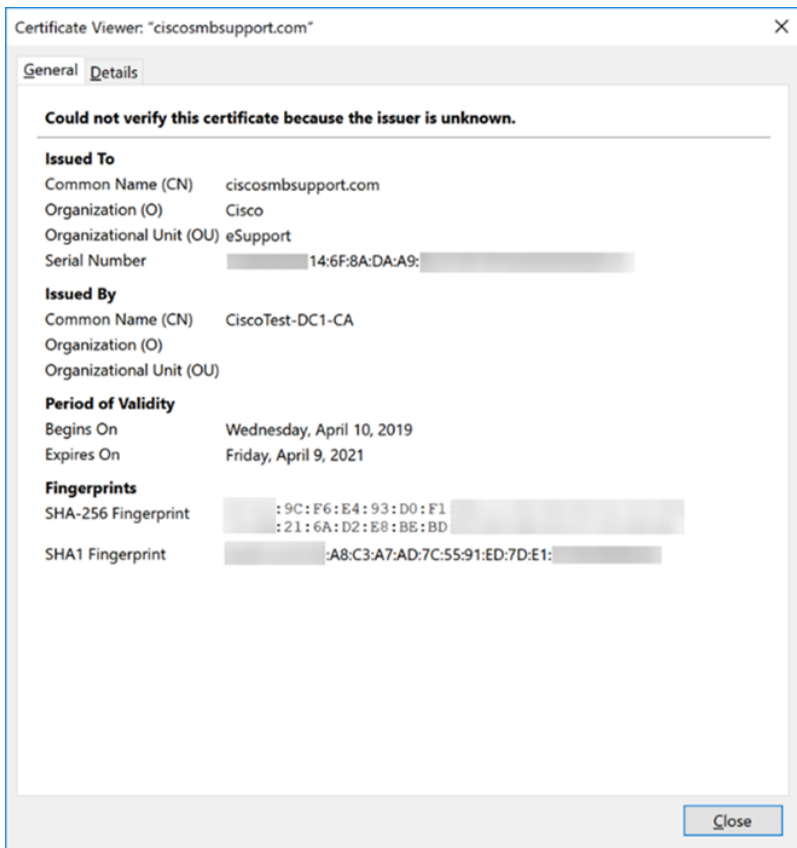 Certificate Viewer: “ciscosmbsupport.com”
General Details
Could not verify this certificate because the issuer is unknown.
Issued To
Common Name (CN) ciscosmbsupport.com
Organization (O) Cisco
Organizational Unit (OU) eSupport
Serial Number 14:6F:8A:DA:A9:
Issued By
Common Name (CN) CiscoTest-DC1-CA
Organization (O)
Organizational Unit (OU)
Period of Validity
Begins On Wednesday, April 10, 2019
Expires On Friday, April 9, 2021
Fingerprints
SHA-256 Fingerprint :9C:F6:E4:93:D0:F1
:21:6A:D2:E8:BE:BD
SHA1 Fingerprint :A8:C3:A7:AD:7C:55:91:ED:7D:E1:
Close